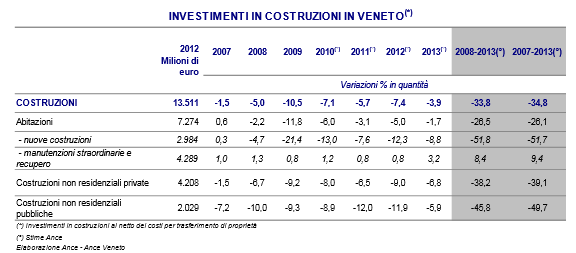 INVESTIMENTI IN COSTRUZIONI IN VENETO(*)
2012 Milioni di euro 2007 2008 2009 2010(°) 2011(°) 2012(°) 2013(°) 2008-2013(°) 2007-2013(°)
Variazioni % in quantità
COSTRUZIONI 13.511 -1,5 -5,0 -10,5 -7,1 -5,7 -7,4 -3,9 -33,8 -34,8
Abitazioni 7.274 0,6 -2,2 -11,8 -6,0 -3,1 -5,0 -1,7 -26,5 -26,1
- nuove costruzioni 2.984 0,3 -4,7 -21,4 -13,0 -7,6 -12,3 -8,8 -51,8 -51,7
- manutenzioni straordinarie e
recupero 4.289 1,0 1,3 0,8 1,2 0,8 0,8 3,2 8,4 9,4
Costruzioni non residenziali private 4.208 -1,5 -6,7 -9,2 -8,0 -6,5 -9,0 -6,8 -38,2 -39,1
Costruzioni non residenziali
pubbliche 2.029 -7,2 -10,0 -9,3 -8,9 -12,0 -11,9 -5,9 -45,8 -49,7
(*) Investimenti in costruzioni al netto dei costi per trasferimento di proprietà
(°) Stime Ance
Elaborazione Ance - Ance Veneto